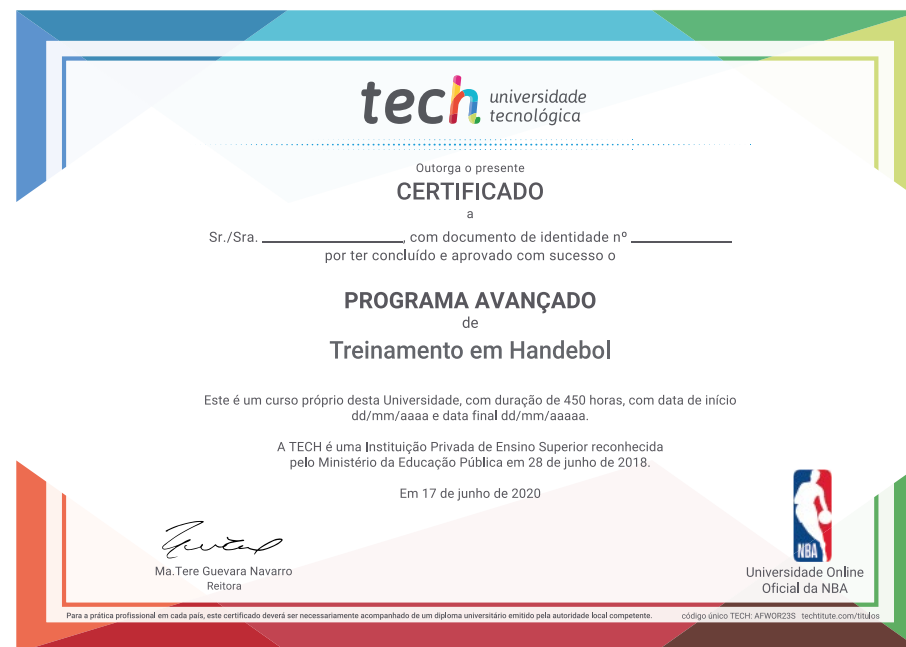 tech universidade
tecnológica
Outorga o presente
CERTIFICADO
a
Sr./Sra. ____________, com documento de identidade nº ____________
por ter concluído e aprovado com sucesso o
PROGRAMA AVANÇADO
de
Treinamento em Handebol
Este é um curso próprio desta Universidade, com duração de 450 horas, com data de início
dd/mm/aaaa e data final dd/mm/aaaaa.
A TECH é uma Instituição Privada de Ensino Superior reconhecida
pelo Ministério da Educação Pública em 28 de junho de 2018.
Em 17 de junho de 2020
Ma.Tere Guevara Navarro
Reitora
NBA
Universidade Online
Oficial da NBA
Para a prática profissional em cada país, este certificado deverá ser necessariamente acompanhado de um diploma universitário emitido pela autoridade local competente.
código único TECH: AFWOR23S techtitute.com/titulos